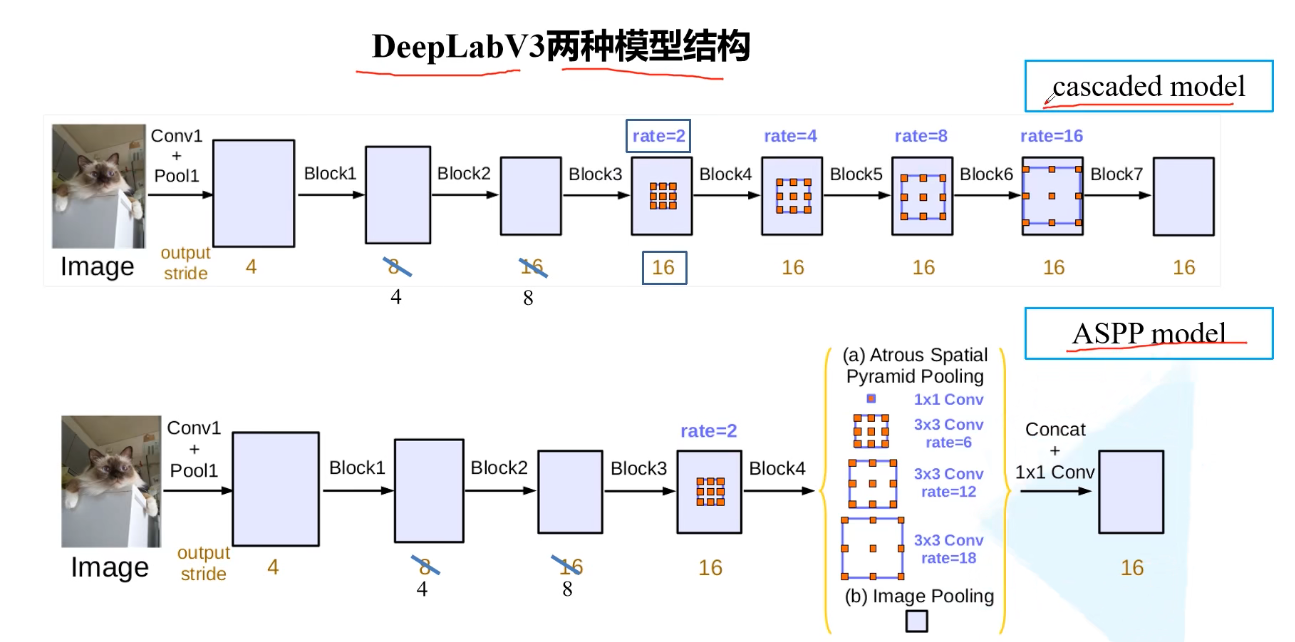 DeepLabV3两种模型结构
cascaded model
Conv1
+
Pool1
Block1
Block2
Block3
rate=2
Block4
rate=4
Block5
rate=8
Block6
rate=16
Block7
Image
output
stride
4
8
16
16
16
16
16
16
4
8
ASPP model
Conv1
+
Pool1
Block1
Block2
Block3
rate=2
Block4
(a) Atrous Spatial
Pyramid Pooling
1x1 Conv
3x3 Conv
rate=6
3x3 Conv
rate=12
3x3 Conv
rate=18
(b) Image Pooling
Concat
+
1x1 Conv
Image
output
stride
4
8
16
16
16
4
8